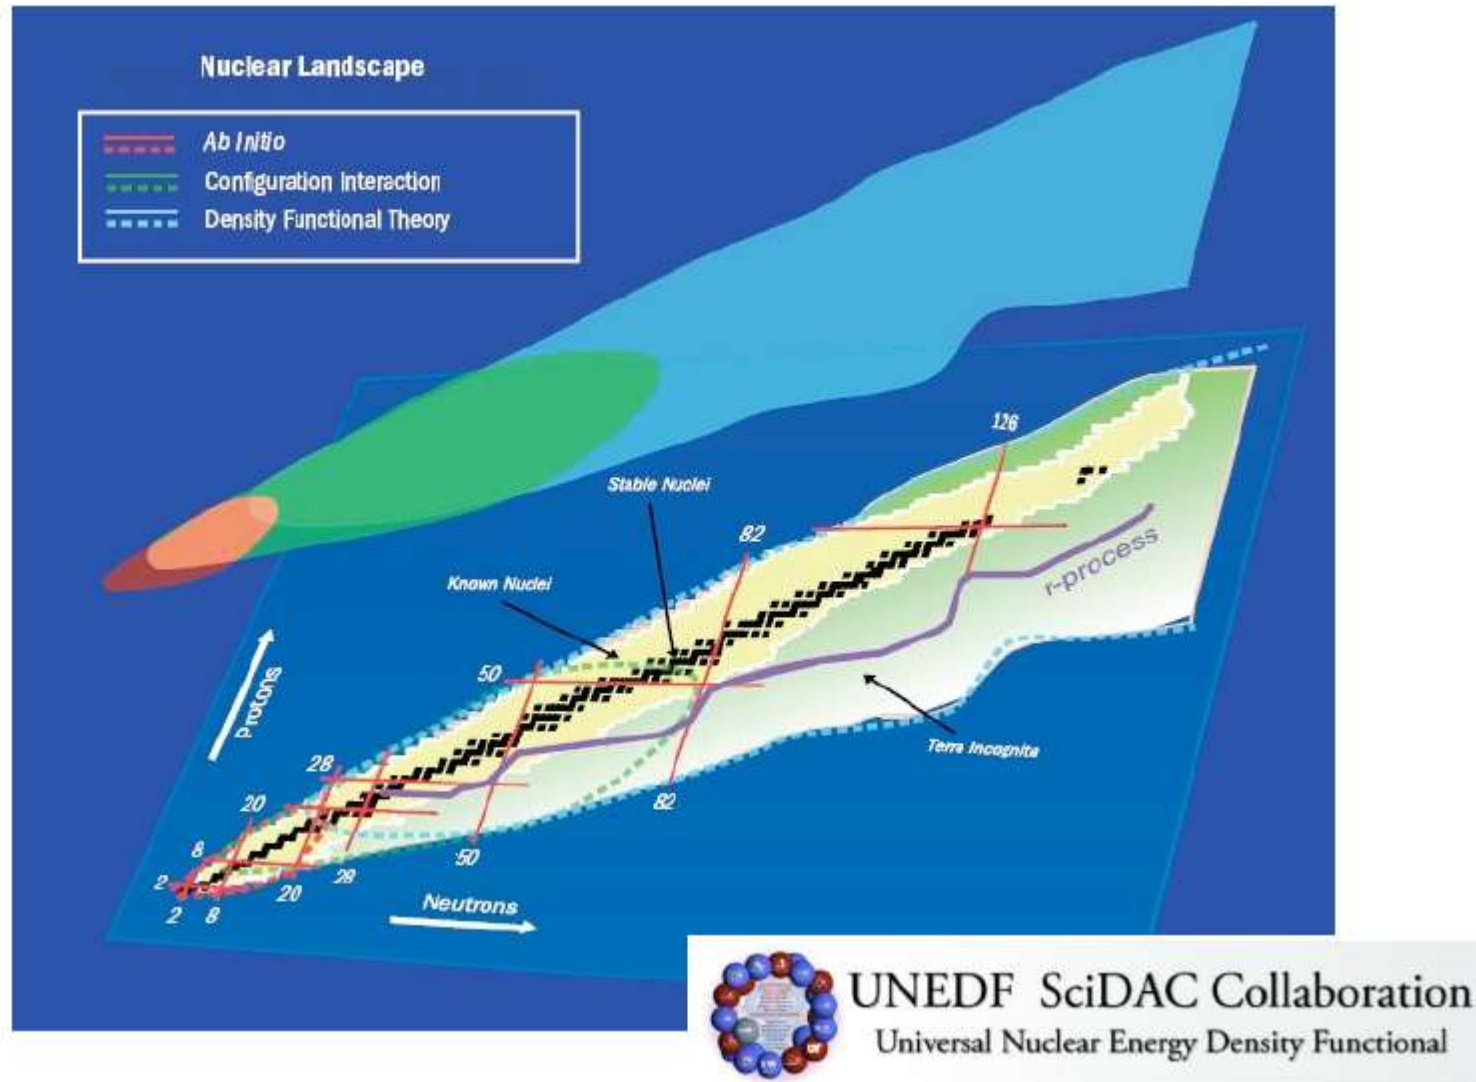 Nuclear Landscape
Ab Initio
Configuration Interaction
Density Functional Theory
126
Stable Nuclei
82
Known Nuclei
r-process
50
Protons
Terra Incognita
28
82
20
50
8
28
2
20
Neutrons
2
8
UNEDF SciDAC Collaboration
Universal Nuclear Energy Density Functional